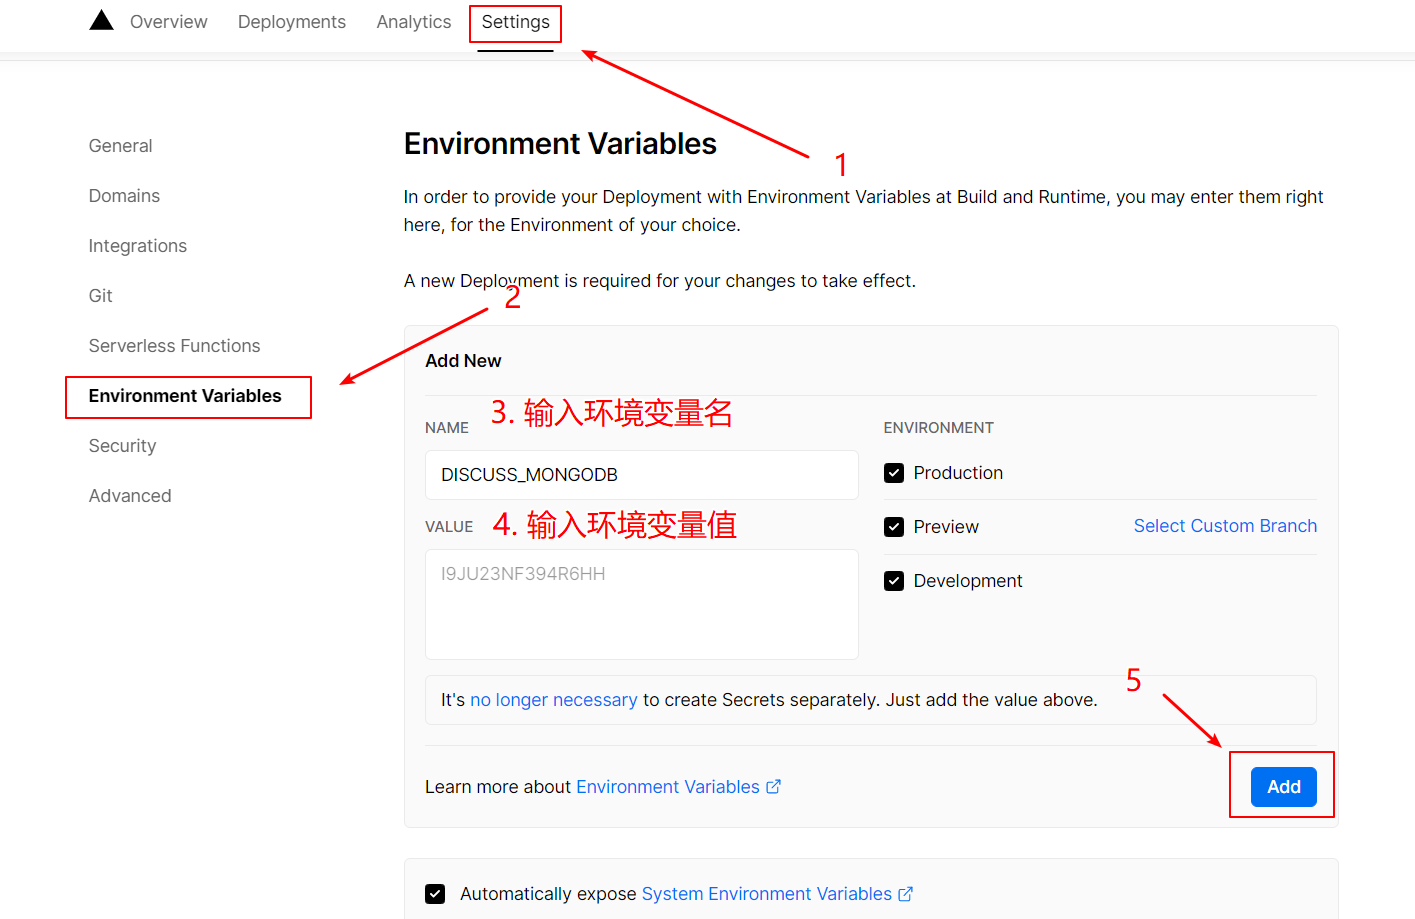 Overview Deployments Analytics Settings
1
General
Domains
Integrations
Git
Serverless Functions
Environment Variables
Security
Advanced
Environment Variables
In order to provide your Deployment with Environment Variables at Build and Runtime, you may enter them right
here, for the Environment of your choice.
A new Deployment is required for your changes to take effect.
2
Add New
3. 输入环境变量名
NAME
DISCUSS_MONGODB
4. 输入环境变量值
VALUE
I9JU23NF394R6HH
ENVIRONMENT
Production
Preview Select Custom Branch
Development
It's no longer necessary to create Secrets separately. Just add the value above.
5
Learn more about Environment Variables
Add
Automatically expose System Environment Variables